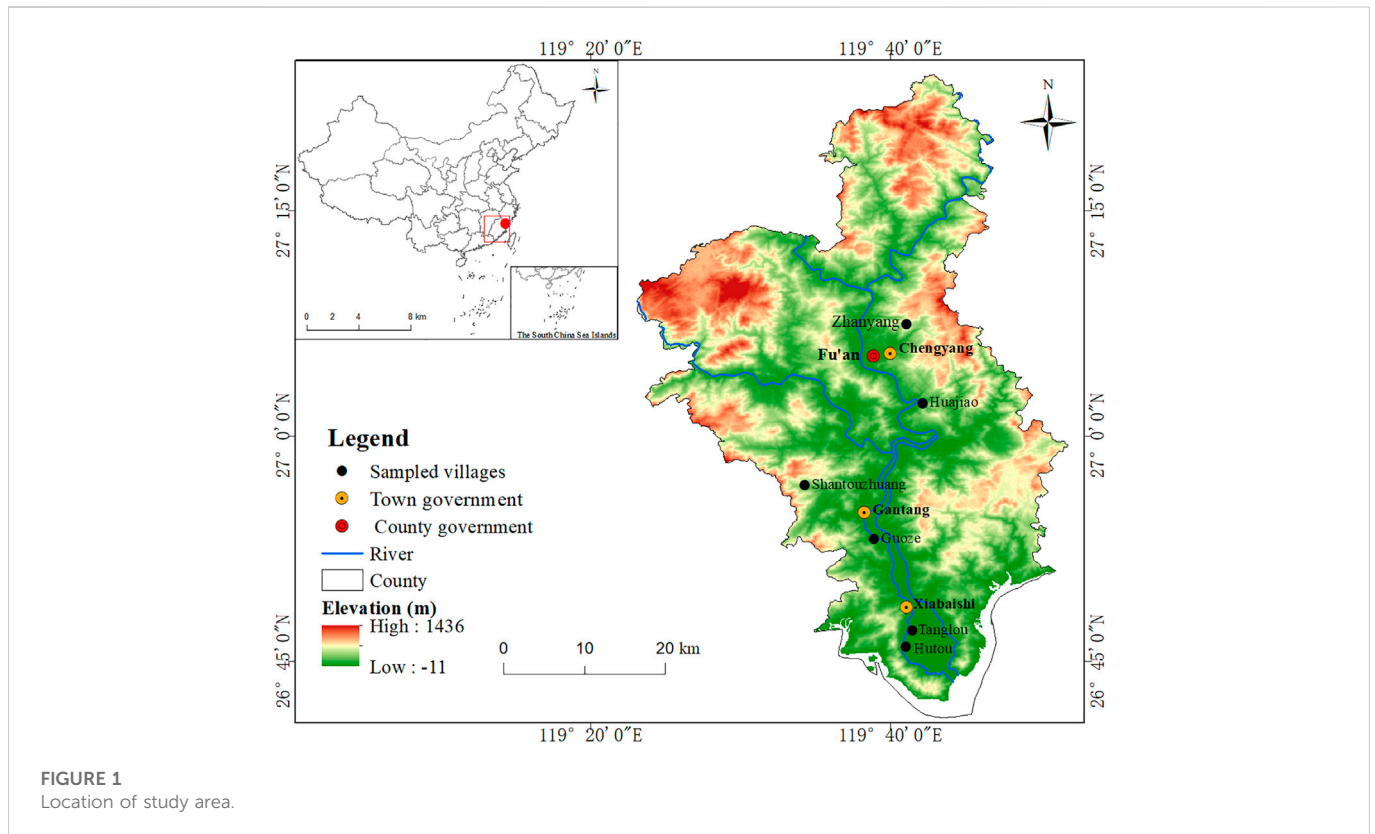 119° 20′ 0″E
119° 40′ 0″E
N
N
27° 15′ 0″N
27° 15′ 0″N
0 2 4 8 km
The South China Sea Islands
Zhanyang
Fu'an
Chengyang
Huajiao
27° 0′ 0″N
27° 0′ 0″N
Legend
Sampled villages
Town government
County government
River
County
Elevation (m)
High : 1436
Low : -11
0 10 20 km
Shantouzhuang
Gantang
Guoze
Xiabaishi
Tanglou
Hutou
26° 45′ 0″N
26° 45′ 0″N
119° 20′ 0″E
119° 40′ 0″E
FIGURE 1
Location of study area.